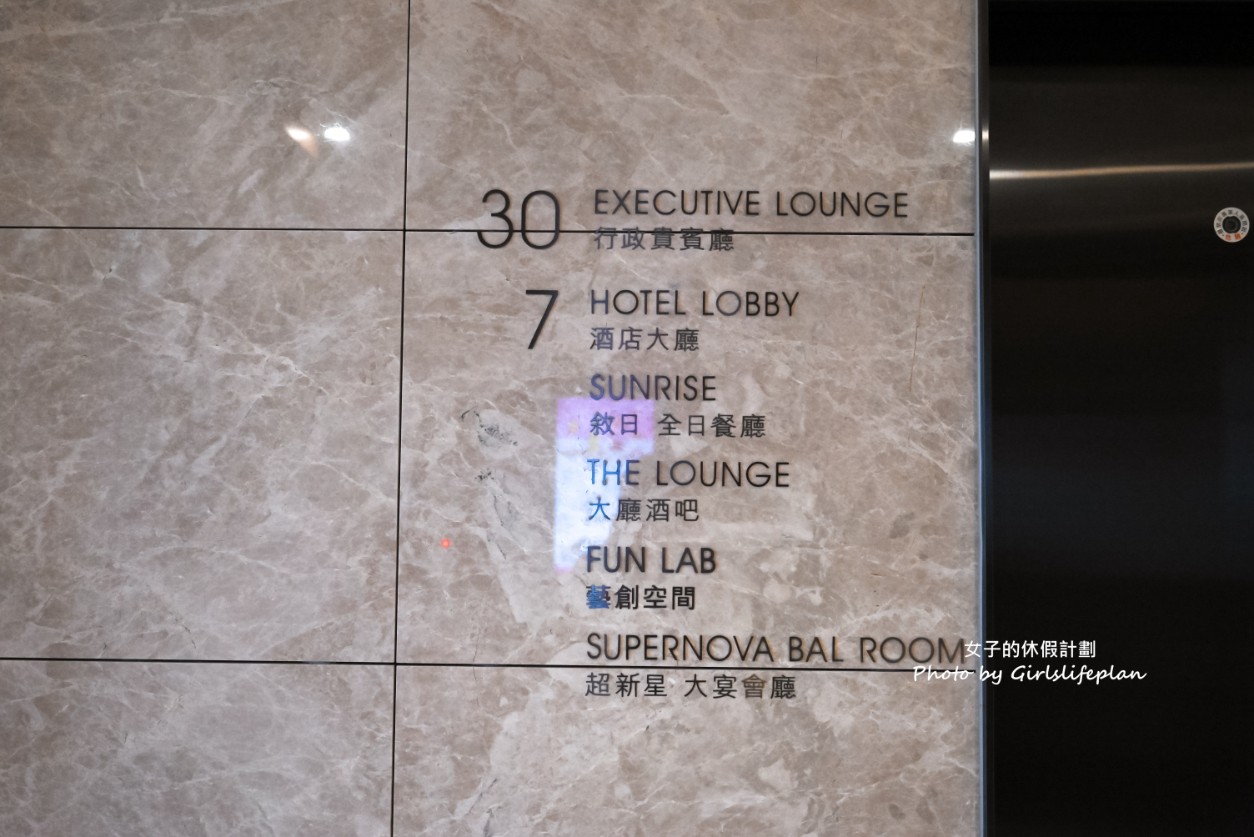 30 EXECUTIVE LOUNGE
行政貴賓廳
7 HOTEL LOBBY
酒店大廳
SUNRISE
敘日 全日餐廳
THE LOUNGE
大廳酒吧
FUN LAB
藝創空間
SUPERNOVA BAL ROOM
超新星 大宴會廳
女子的休假計劃
Photo by Girlslifeplan